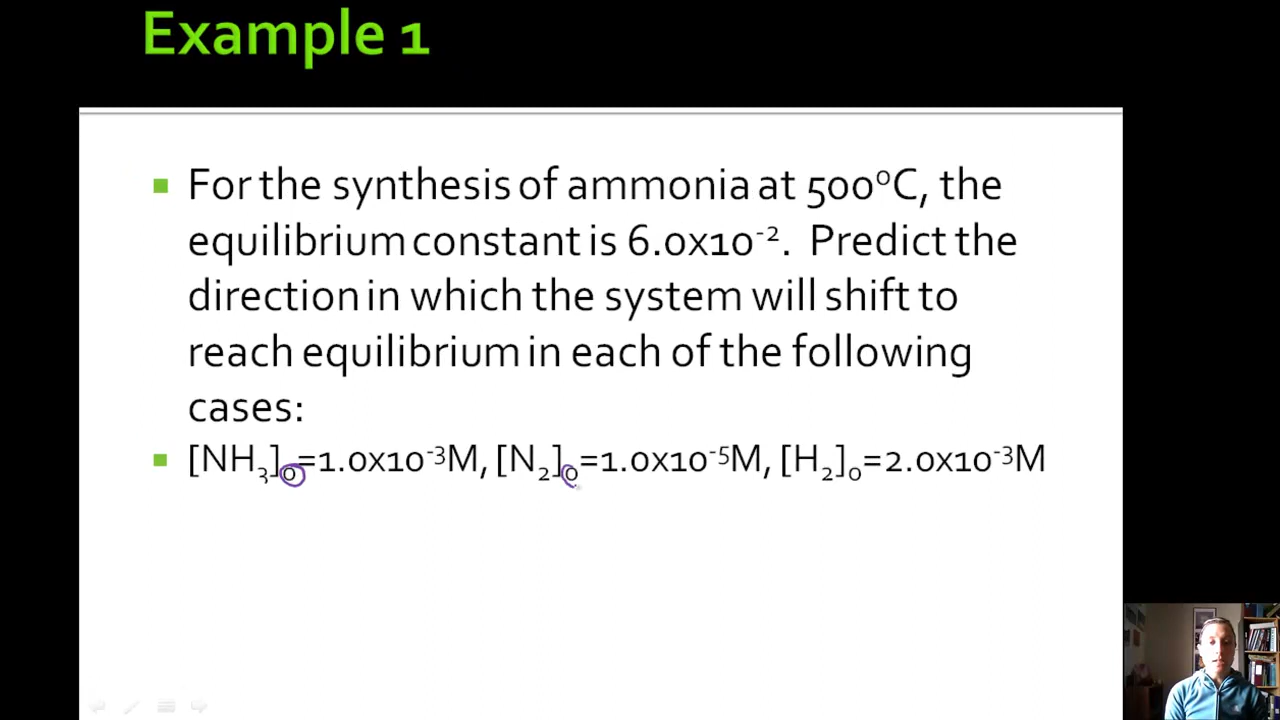 Example 1
For the synthesis of ammonia at 500⁰C, the
equilibrium constant is 6.0x10⁻². Predict the
direction in which the system will shift to
reach equilibrium in each of the following
cases:
[NH₃]₀=1.0x10⁻³M, [N₂]₀=1.0x10⁻⁵M, [H₂]₀=2.0x10⁻³M